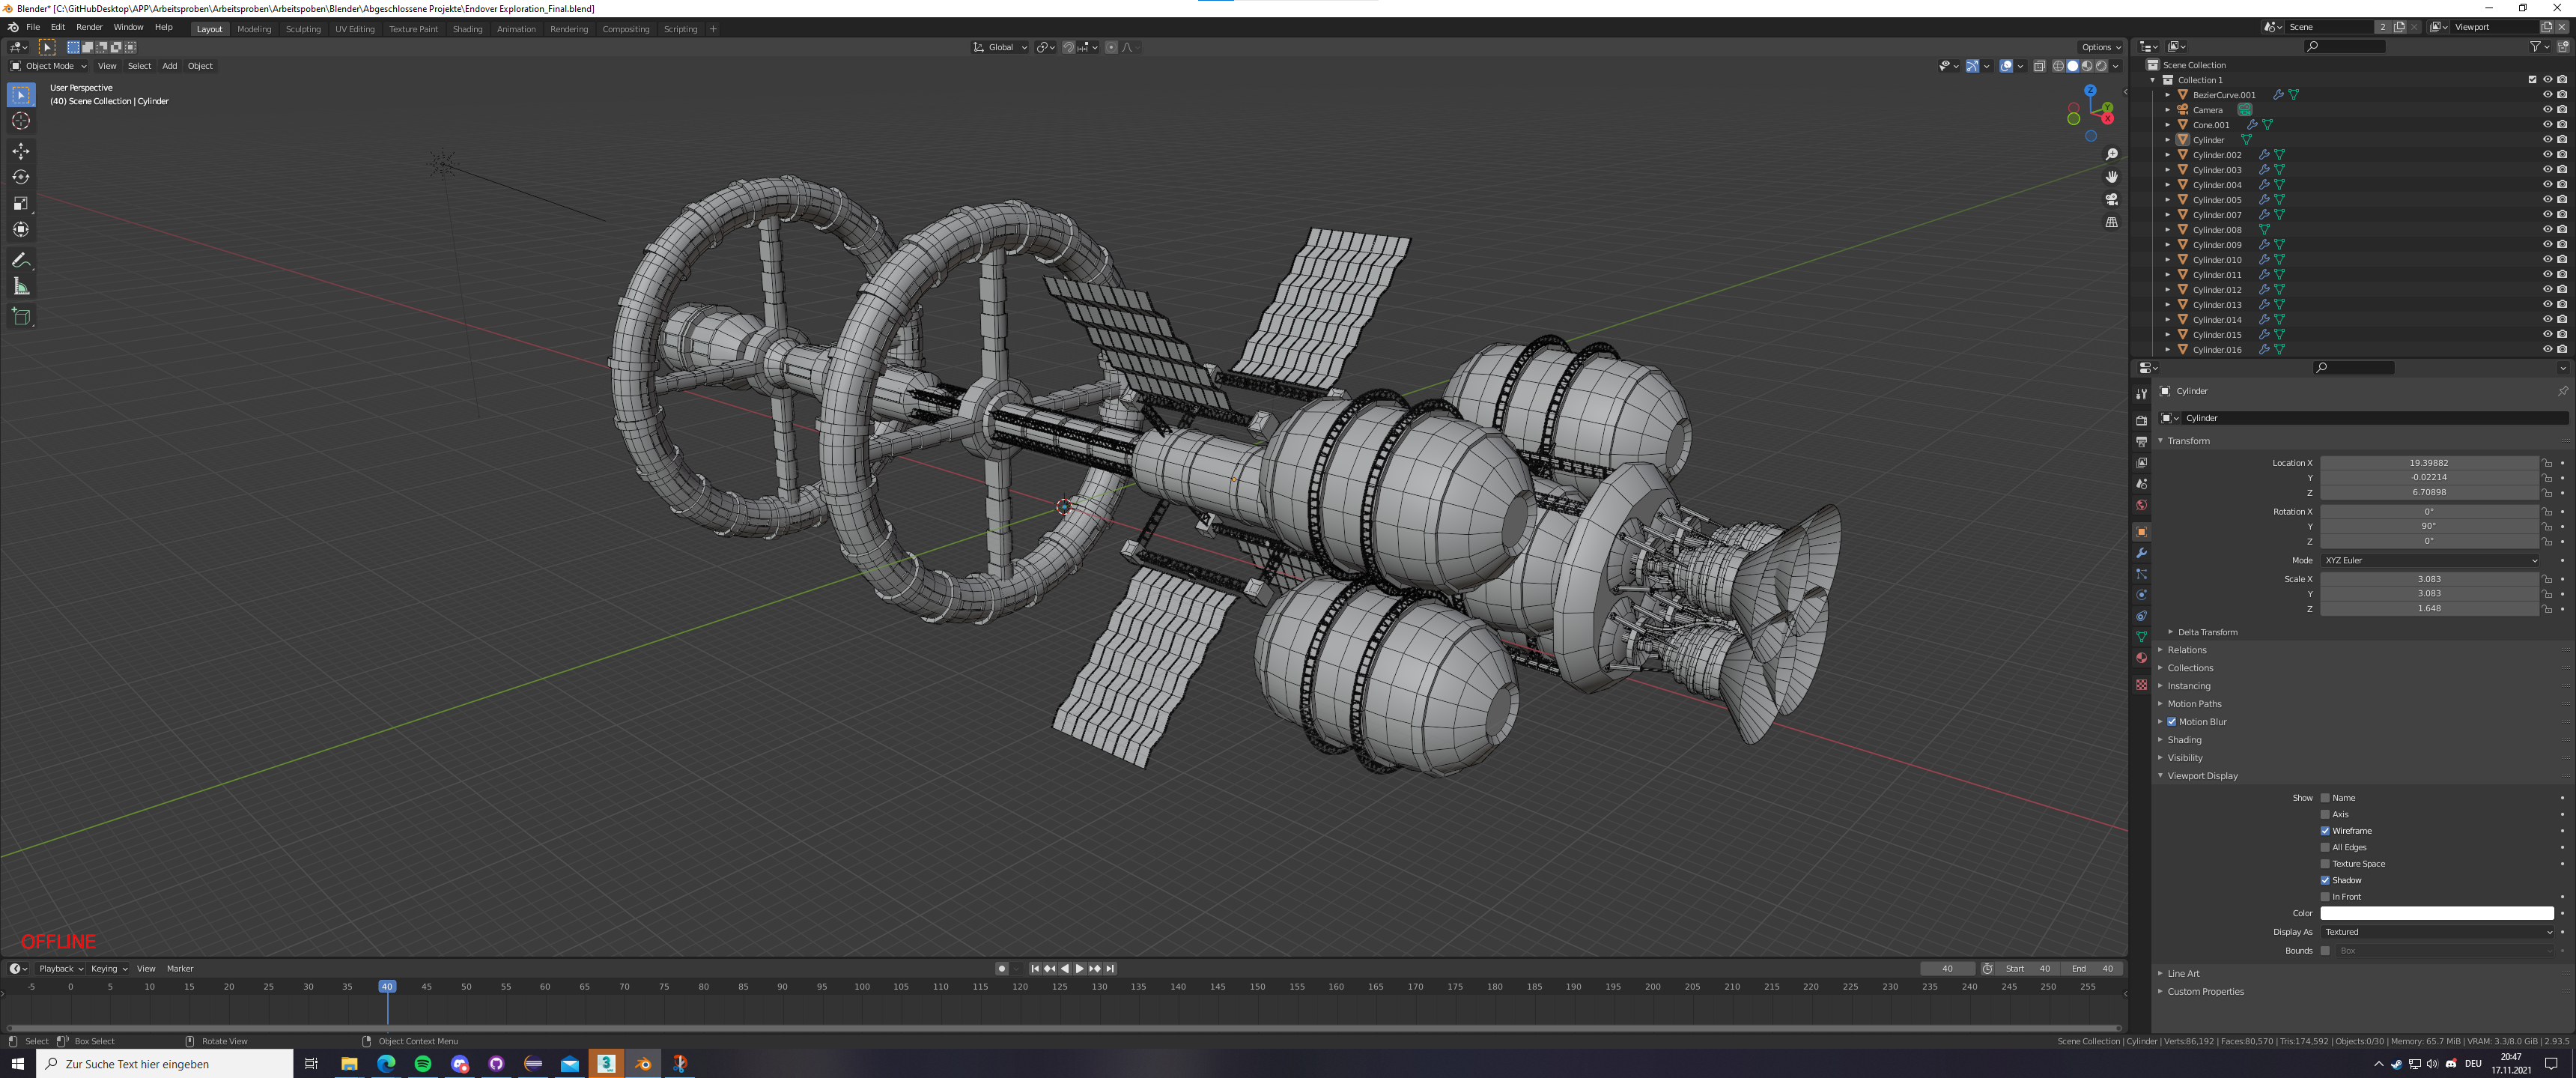 Blender* [C:\GitHubDesktop\APP\Arbeitsproben\Arbeitsproben\Arbeitspoben\Blender\Abgeschlossene Projekte\Endover Exploration_Final.blend]
File Edit Render Window Help Layout Modeling Sculpting UV Editing Texture Paint Shading Animation Rendering Compositing Scripting + Scene 2 Viewport
Global Options
Object Mode View Select Add Object
User Perspective
(40) Scene Collection | Cylinder
Z
Y
X
Scene Collection
Collection 1
BezierCurve.001
Camera
Cone.001
Cylinder
Cylinder.002
Cylinder.003
Cylinder.004
Cylinder.005
Cylinder.007
Cylinder.008
Cylinder.009
Cylinder.010
Cylinder.011
Cylinder.012
Cylinder.013
Cylinder.014
Cylinder.015
Cylinder.016
Cylinder
Cylinder
Transform
Location X 19.39882
Y -0.02214
Z 6.70898
Rotation X 0°
Y 90°
Z 0°
Mode XYZ Euler
Scale X 3.083
Y 3.083
Z 1.648
Delta Transform
Relations
Collections
Instancing
Motion Paths
Motion Blur
Shading
Visibility
Viewport Display
Show Name
Axis
Wireframe
All Edges
Texture Space
Shadow
In Front
Color
Display As Textured
Bounds Box
Line Art
Custom Properties
OFFLINE
Playback Keying View Marker 40 Start 40 End 40
-5 0 5 10 15 20 25 30 35 40 45 50 55 60 65 70 75 80 85 90 95 100 105 110 115 120 125 130 135 140 145 150 155 160 165 170 175 180 185 190 195 200 205 210 215 220 225 230 235 240 245 250 255
Select Box Select Rotate View Object Context Menu Scene Collection | Cylinder | Verts:86,192 | Faces:80,570 | Tris:174,592 | Objects:0/30 | Memory: 65.7 MiB | VRAM: 3.3/8.0 GiB | 2.93.5
Zur Suche Text hier eingeben 3 DEU 20:47
17.11.2021